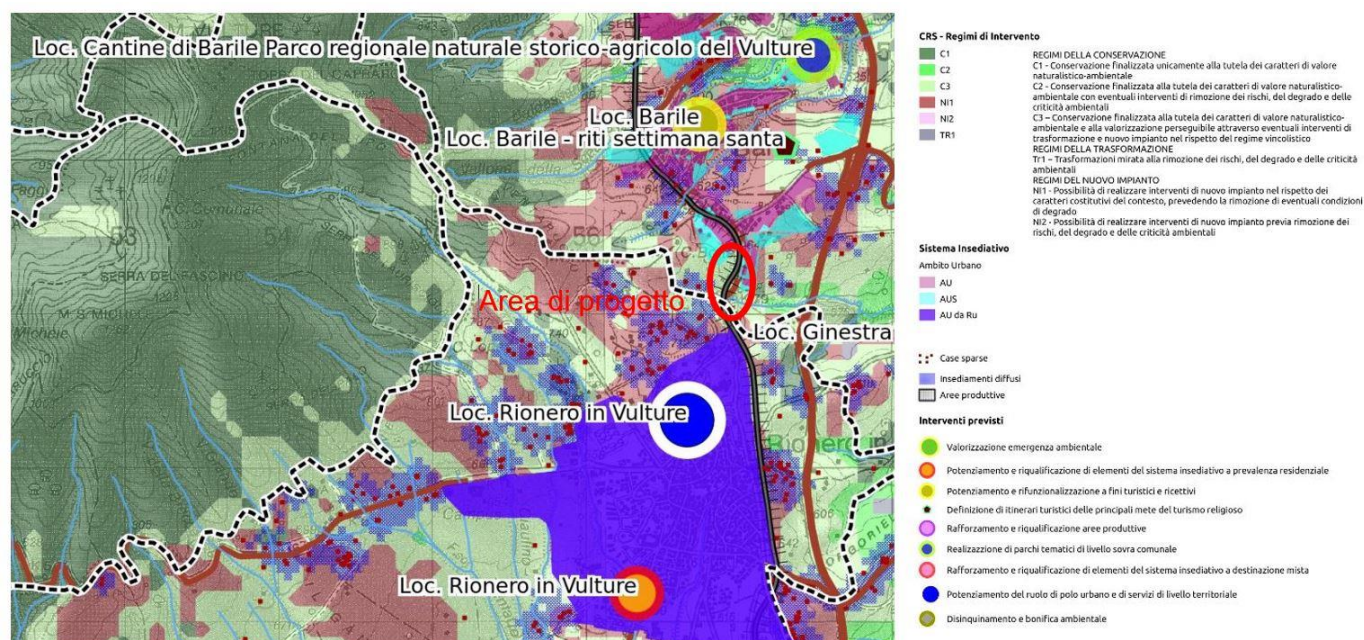 Loc. Cantine di Barile Parco regionale naturale storico-agricolo del Vulture
Loc. Barile
Loc. Barile - riti settimana santa
53
56
SERRA DEL FASCINO
M. S. MICHELE
Area di progetto
Loc. Ginestra
Loc. Rionero in Vulture
Loc. Rionero in Vulture
CRS - Regimi di Intervento
C1
C2
C3
NI1
NI2
TR1
REGIMI DELLA CONSERVAZIONE
C1 - Conservazione finalizzata unicamente alla tutela dei caratteri di valore
naturalistico-ambientale
C2 - Conservazione finalizzata alla tutela dei caratteri di valore naturalistico-
ambientale con eventuali interventi di rimozione dei rischi, del degrado e delle
criticità ambientali
C3 – Conservazione finalizzata alla tutela dei caratteri di valore naturalistico-
ambientale e alla valorizzazione perseguibile attraverso eventuali interventi di
trasformazione e nuovo impianto nel rispetto del regime vincolistico
REGIMI DELLA TRASFORMAZIONE
Tr1 – Trasformazioni mirata alla rimozione dei rischi, del degrado e delle criticità
ambientali
REGIMI DEL NUOVO IMPIANTO
NI1 - Possibilità di realizzare interventi di nuovo impianto nel rispetto dei
caratteri costitutivi del contesto, prevedendo la rimozione di eventuali condizioni
di degrado
NI2 - Possibilità di realizzare interventi di nuovo impianto previa rimozione dei
rischi, del degrado e delle criticità ambientali
Sistema Insediativo
Ambito Urbano
AU
AUS
AU da Ru
Case sparse
Insediamenti diffusi
Aree produttive
Interventi previsti
Valorizzazione emergenza ambientale
Potenziamento e riqualificazione di elementi del sistema insediativo a prevalenza residenziale
Potenziamento e rifunzionalizzazione a fini turistici e ricettivi
Definizione di itinerari turistici delle principali mete del turismo religioso
Rafforzamento e riqualificazione aree produttive
Realizazzione di parchi tematici di livello sovra comunale
Rafforzamento e riqualificazione di elementi del sistema insediativo a destinazione mista
Potenziamento del ruolo di polo urbano e di servizi di livello territoriale
Disinquinamento e bonifica ambientale